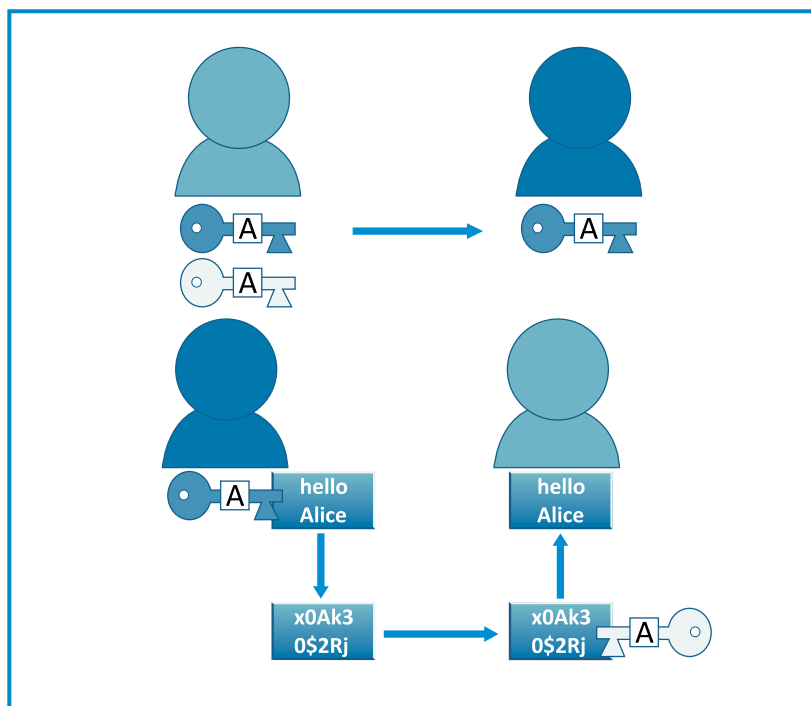 A
A
A
A
hello
Alice
hello
Alice
x0Ak3
0$2Rj
x0Ak3
0$2Rj
A